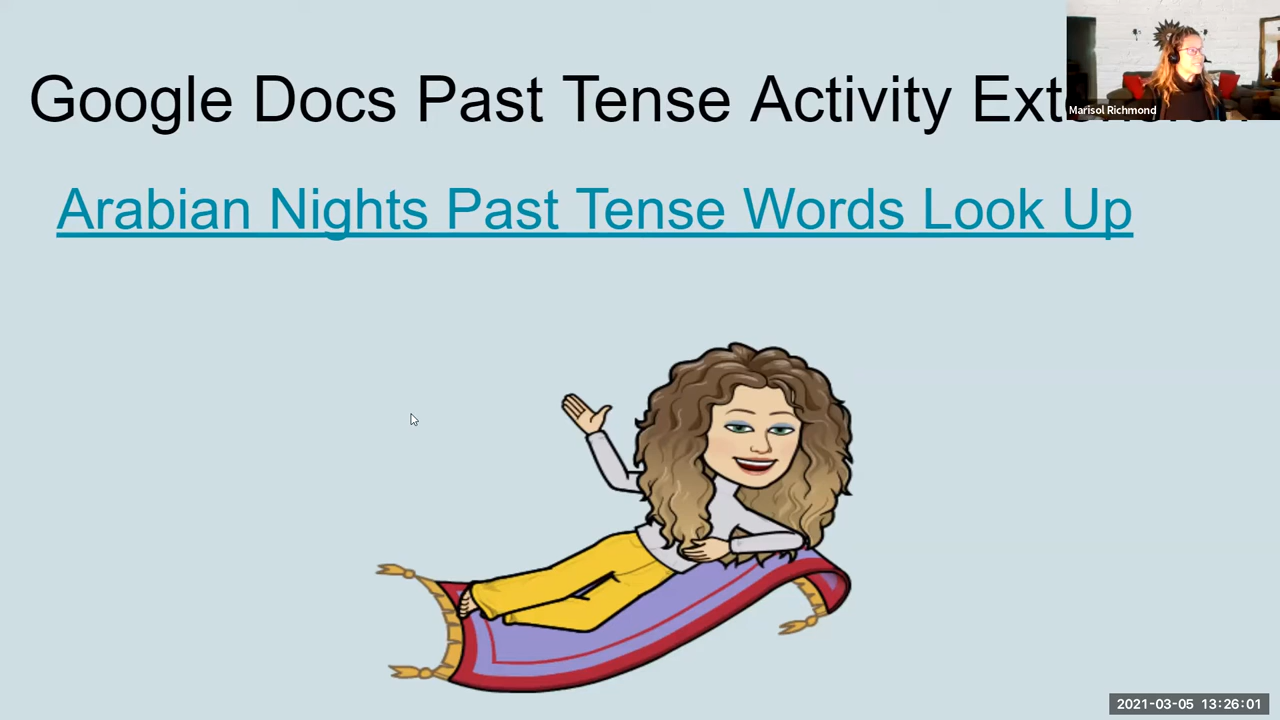 Google Docs Past Tense Activity
Marisol Richmond
Arabian Nights Past Tense Words Look Up
2021-03-05 13:26:01